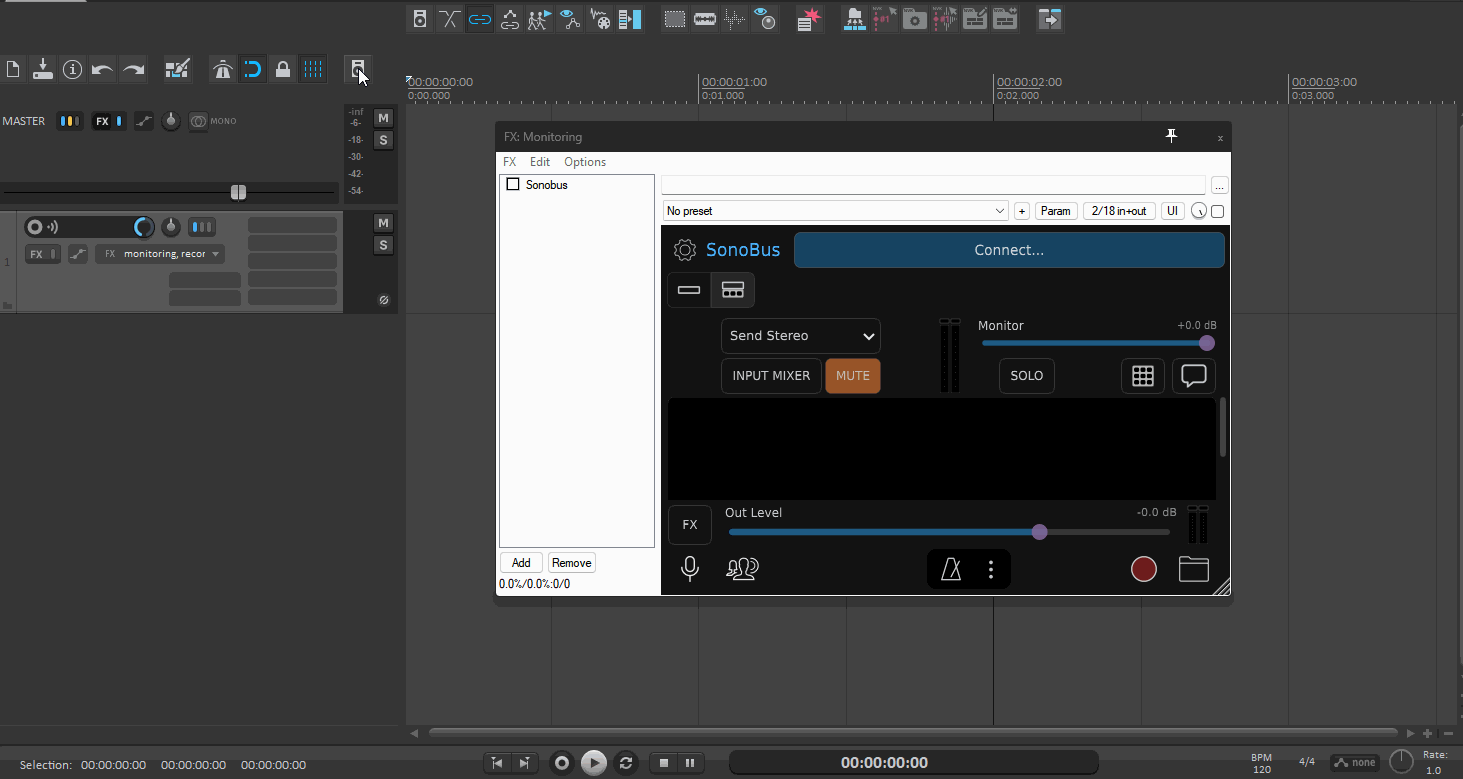 00:00:00:00
0:00.000
00:00:01:00
0:01.000
00:00:02:00
0:02.000
00:00:03:00
0:03.000
MASTER
FX
MONO
-inf
-6-
-18-
-30-
-42-
-54-
M
S
1
FX
FX monitoring, recor
M
S
FX: Monitoring
x
FX Edit Options
Sonobus
...
No preset
+
Param
2/18 in+out
UI
SonoBus
Connect...
Send Stereo
Monitor
+0.0 dB
INPUT MIXER
MUTE
SOLO
FX
Out Level
-0.0 dB
Add
Remove
0.0%/0.0%:0/0
Selection: 00:00:00:00 00:00:00:00 00:00:00:00
00:00:00:00
BPM
120
4/4
none
Rate:
1.0